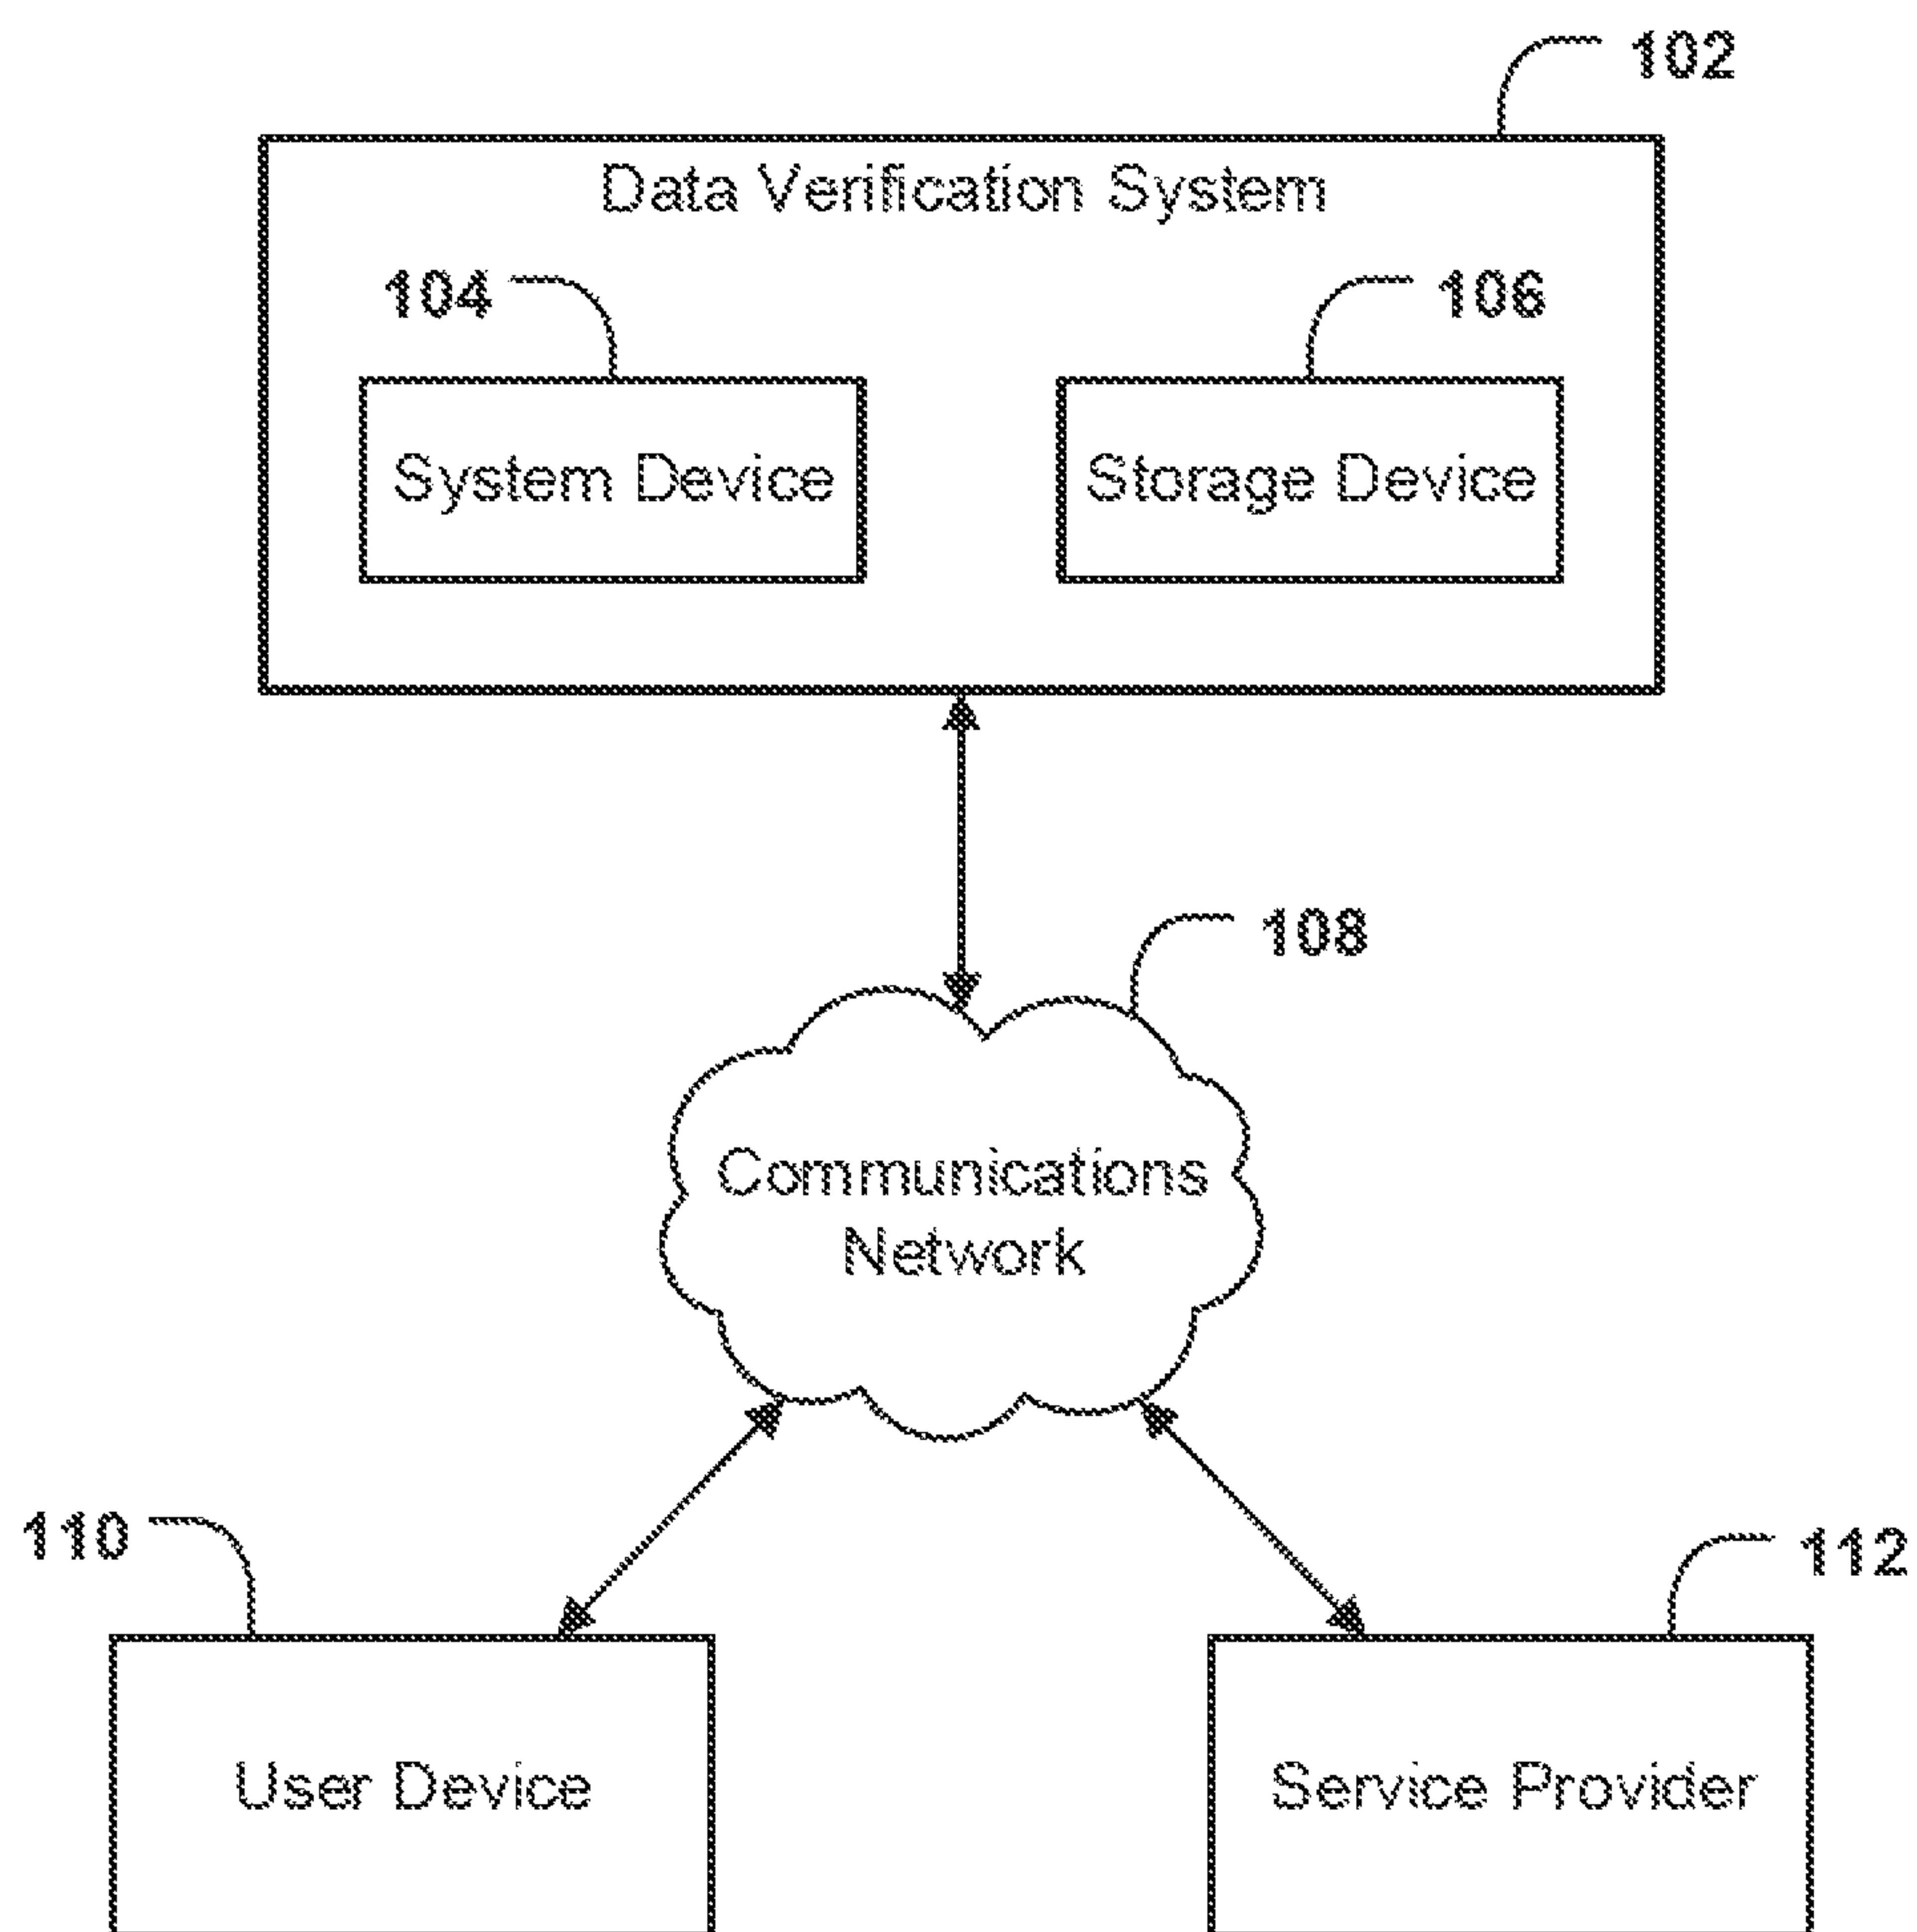 102
Data Verification System
104
106
System Device
Storage Device
108
Communications
Network
110
112
User Device
Service Provider